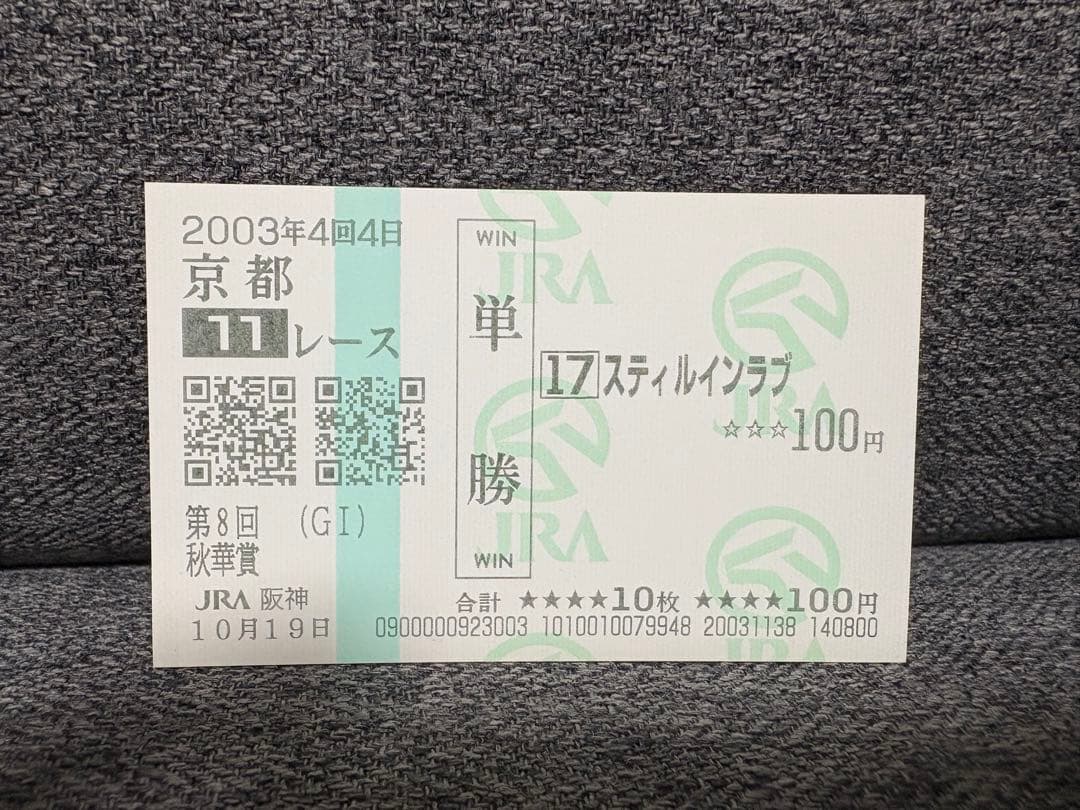 2003年4回4日
京都
11レース
第8回 (GI)
秋華賞
JRA 阪神
10月19日
WIN
単勝
WIN
17スティルインラブ
☆☆☆100円
合計 ★★★★10枚 ★★★★100円
0900000923003 1010010079948 20031138 140800
JRA
JRA
JRA